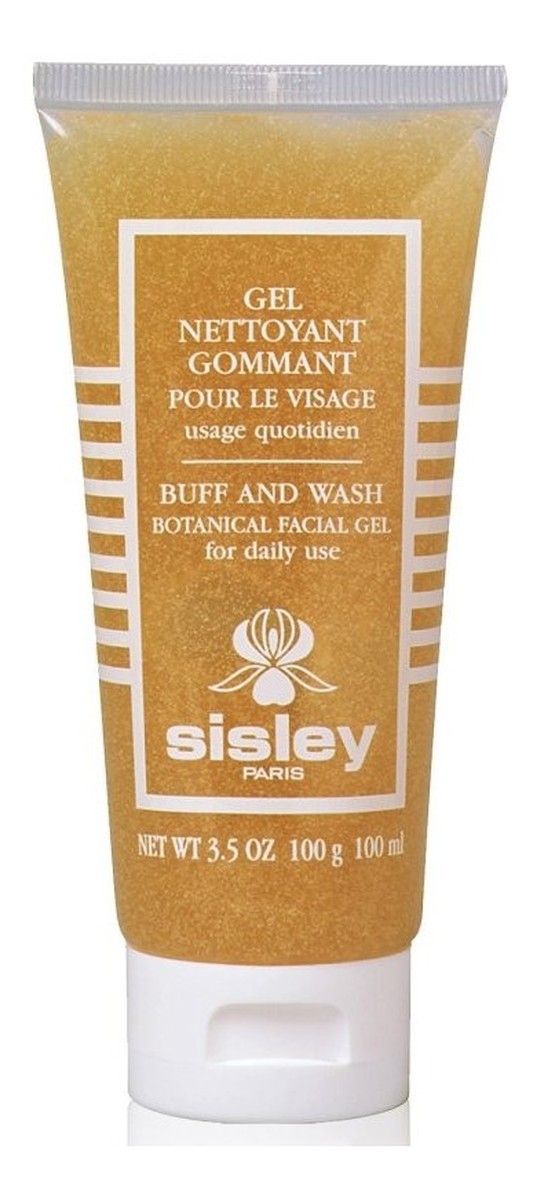 GEL
NETTOYANT
GOMMANT
POUR LE VISAGE
usage quotidien
BUFF AND WASH
BOTANICAL FACIAL GEL
for daily use
sisley
PARIS
NET WT 3.5 OZ 100 g 100 ml